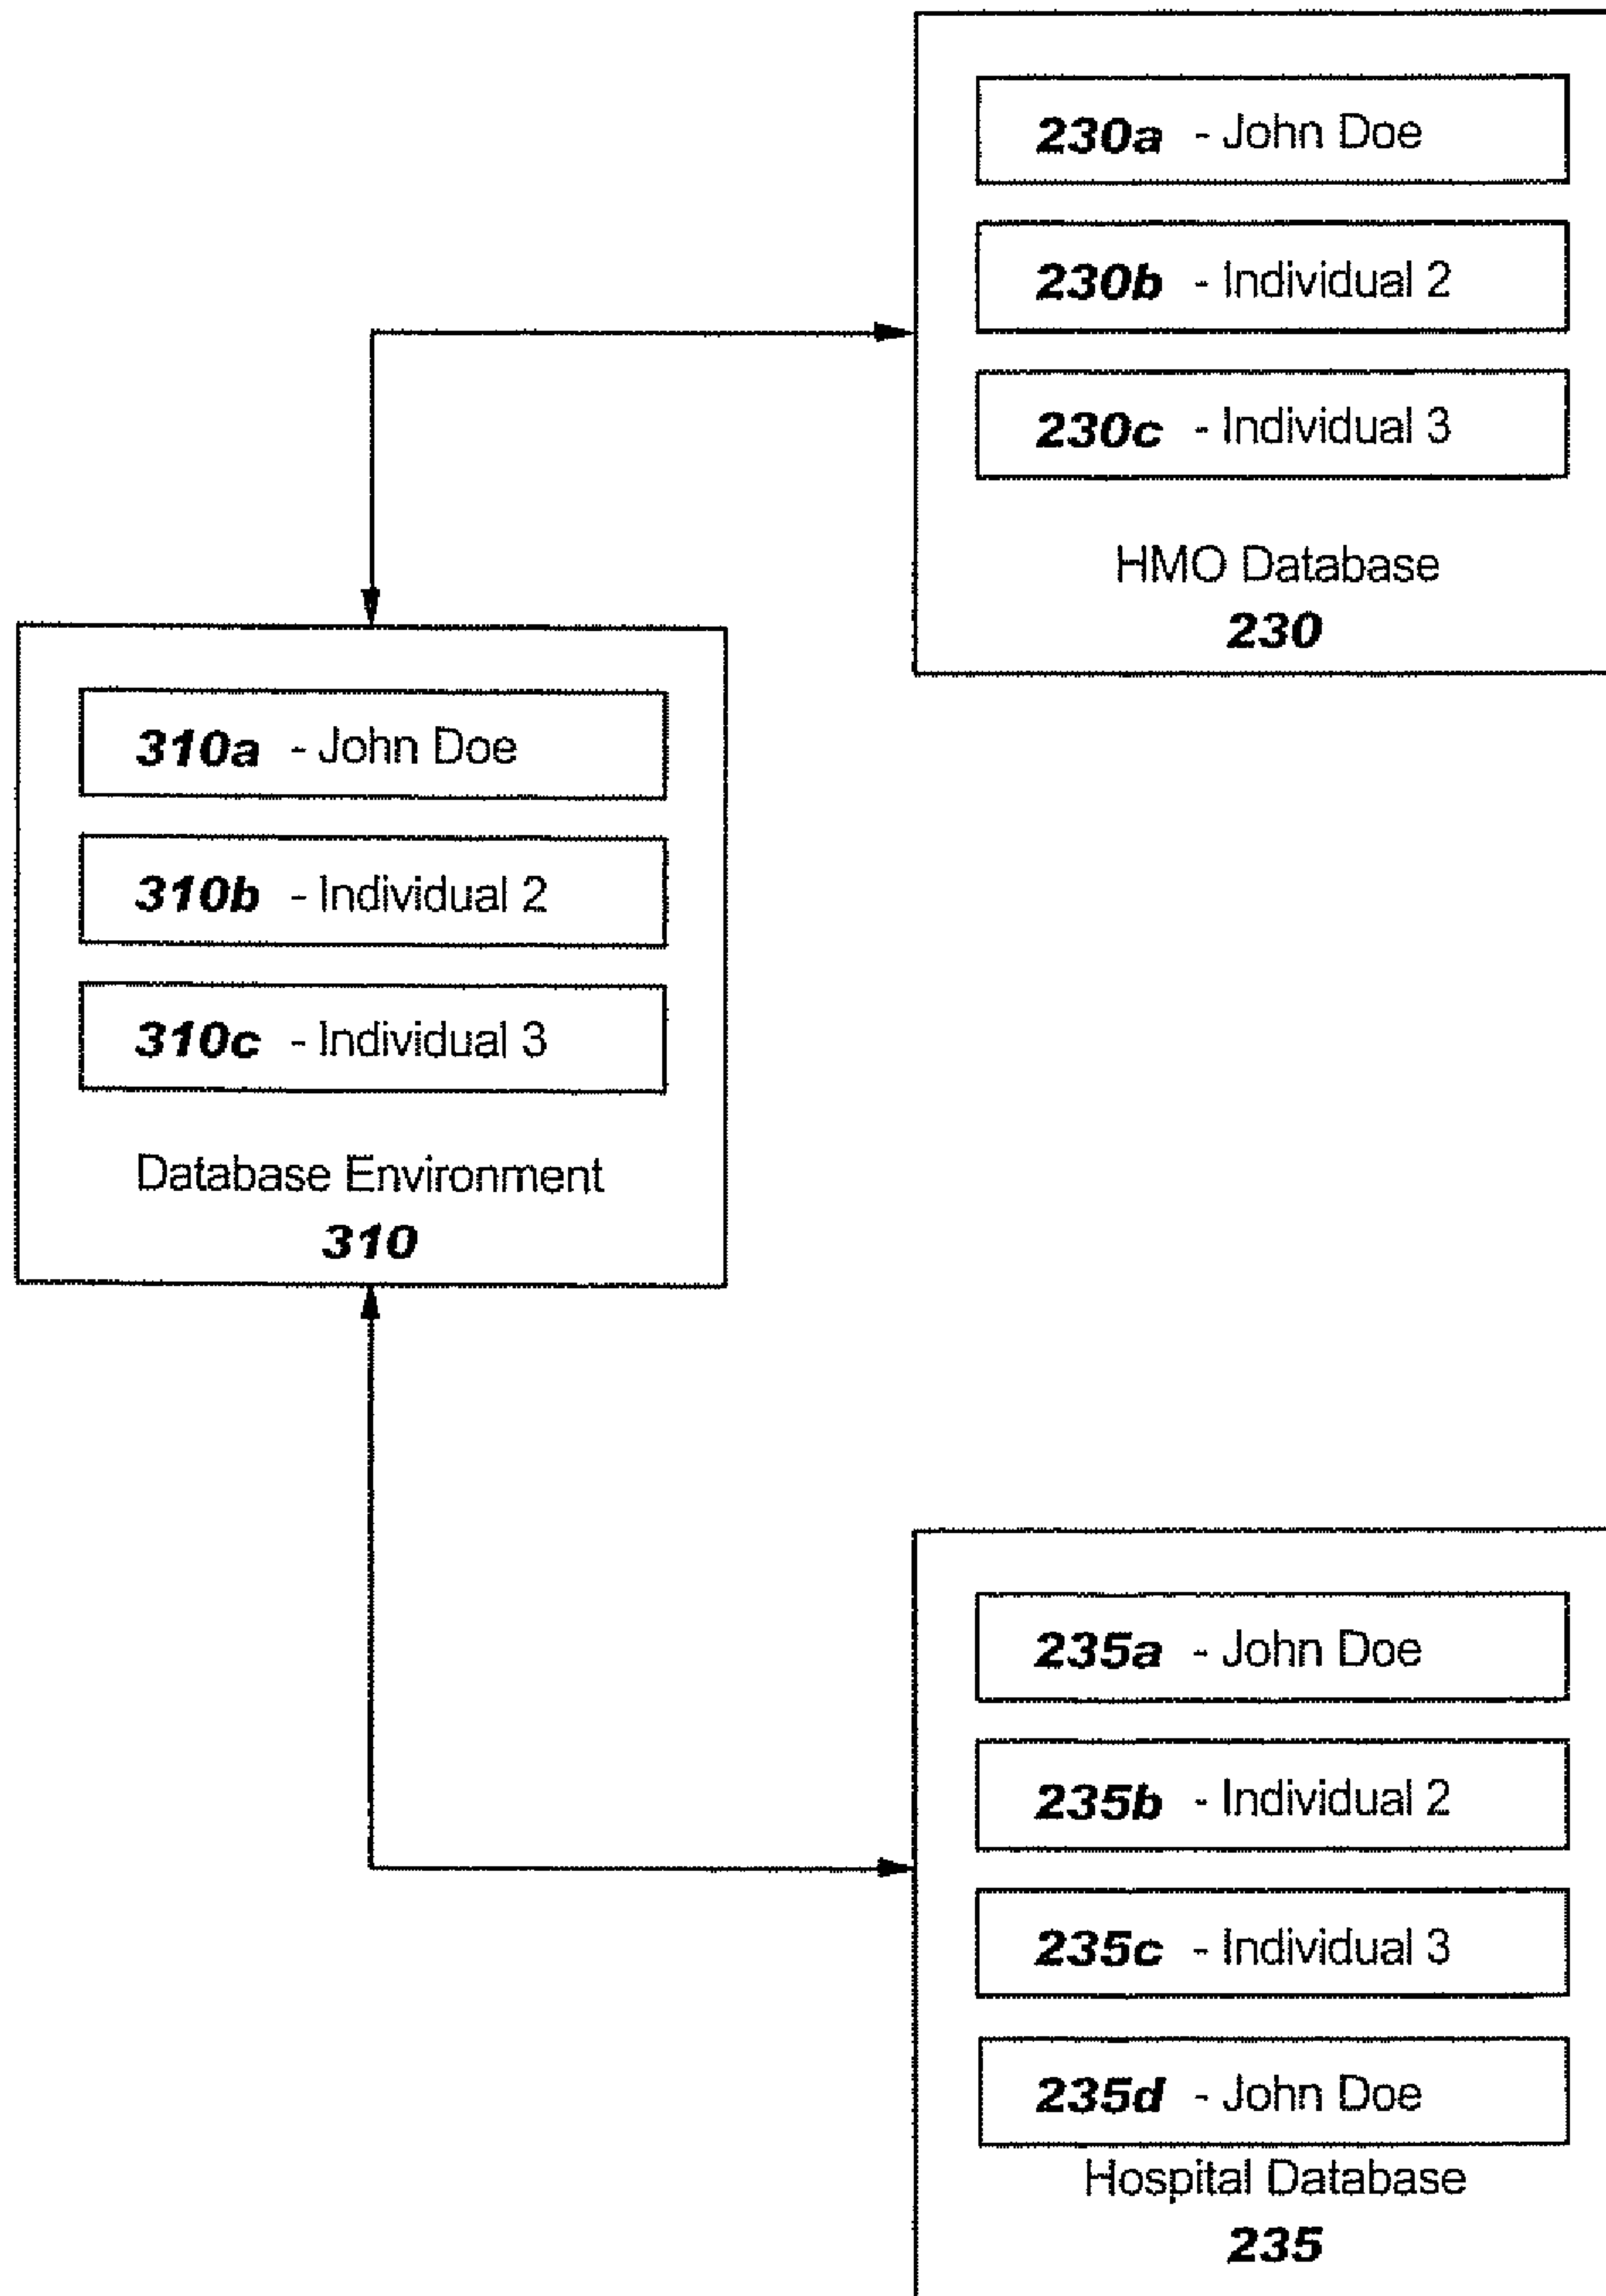 230a - John Doe
230b - Individual 2
230c - Individual 3
HMO Database
230
310a - John Doe
310b - Individual 2
310c - Individual 3
Database Environment
310
235a - John Doe
235b - Individual 2
235c - Individual 3
235d - John Doe
Hospital Database
235